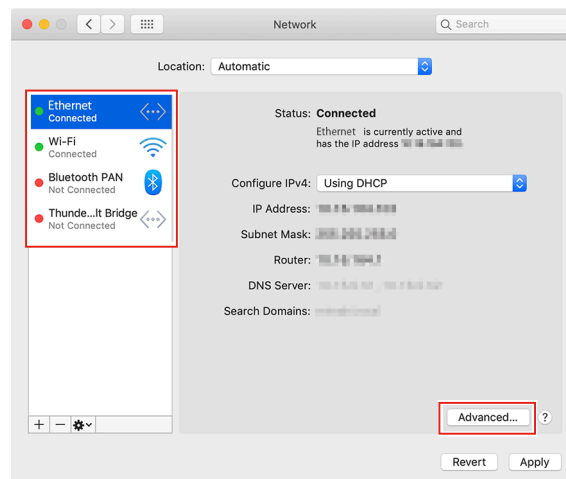 Network
Search
Location: Automatic
Ethernet
Connected
Wi-Fi
Connected
Bluetooth PAN
Not Connected
Thunde...lt Bridge
Not Connected
Status: Connected
Ethernet is currently active and
has the IP address
Configure IPv4: Using DHCP
IP Address:
Subnet Mask:
Router:
DNS Server:
Search Domains:
Advanced...
?
Revert Apply